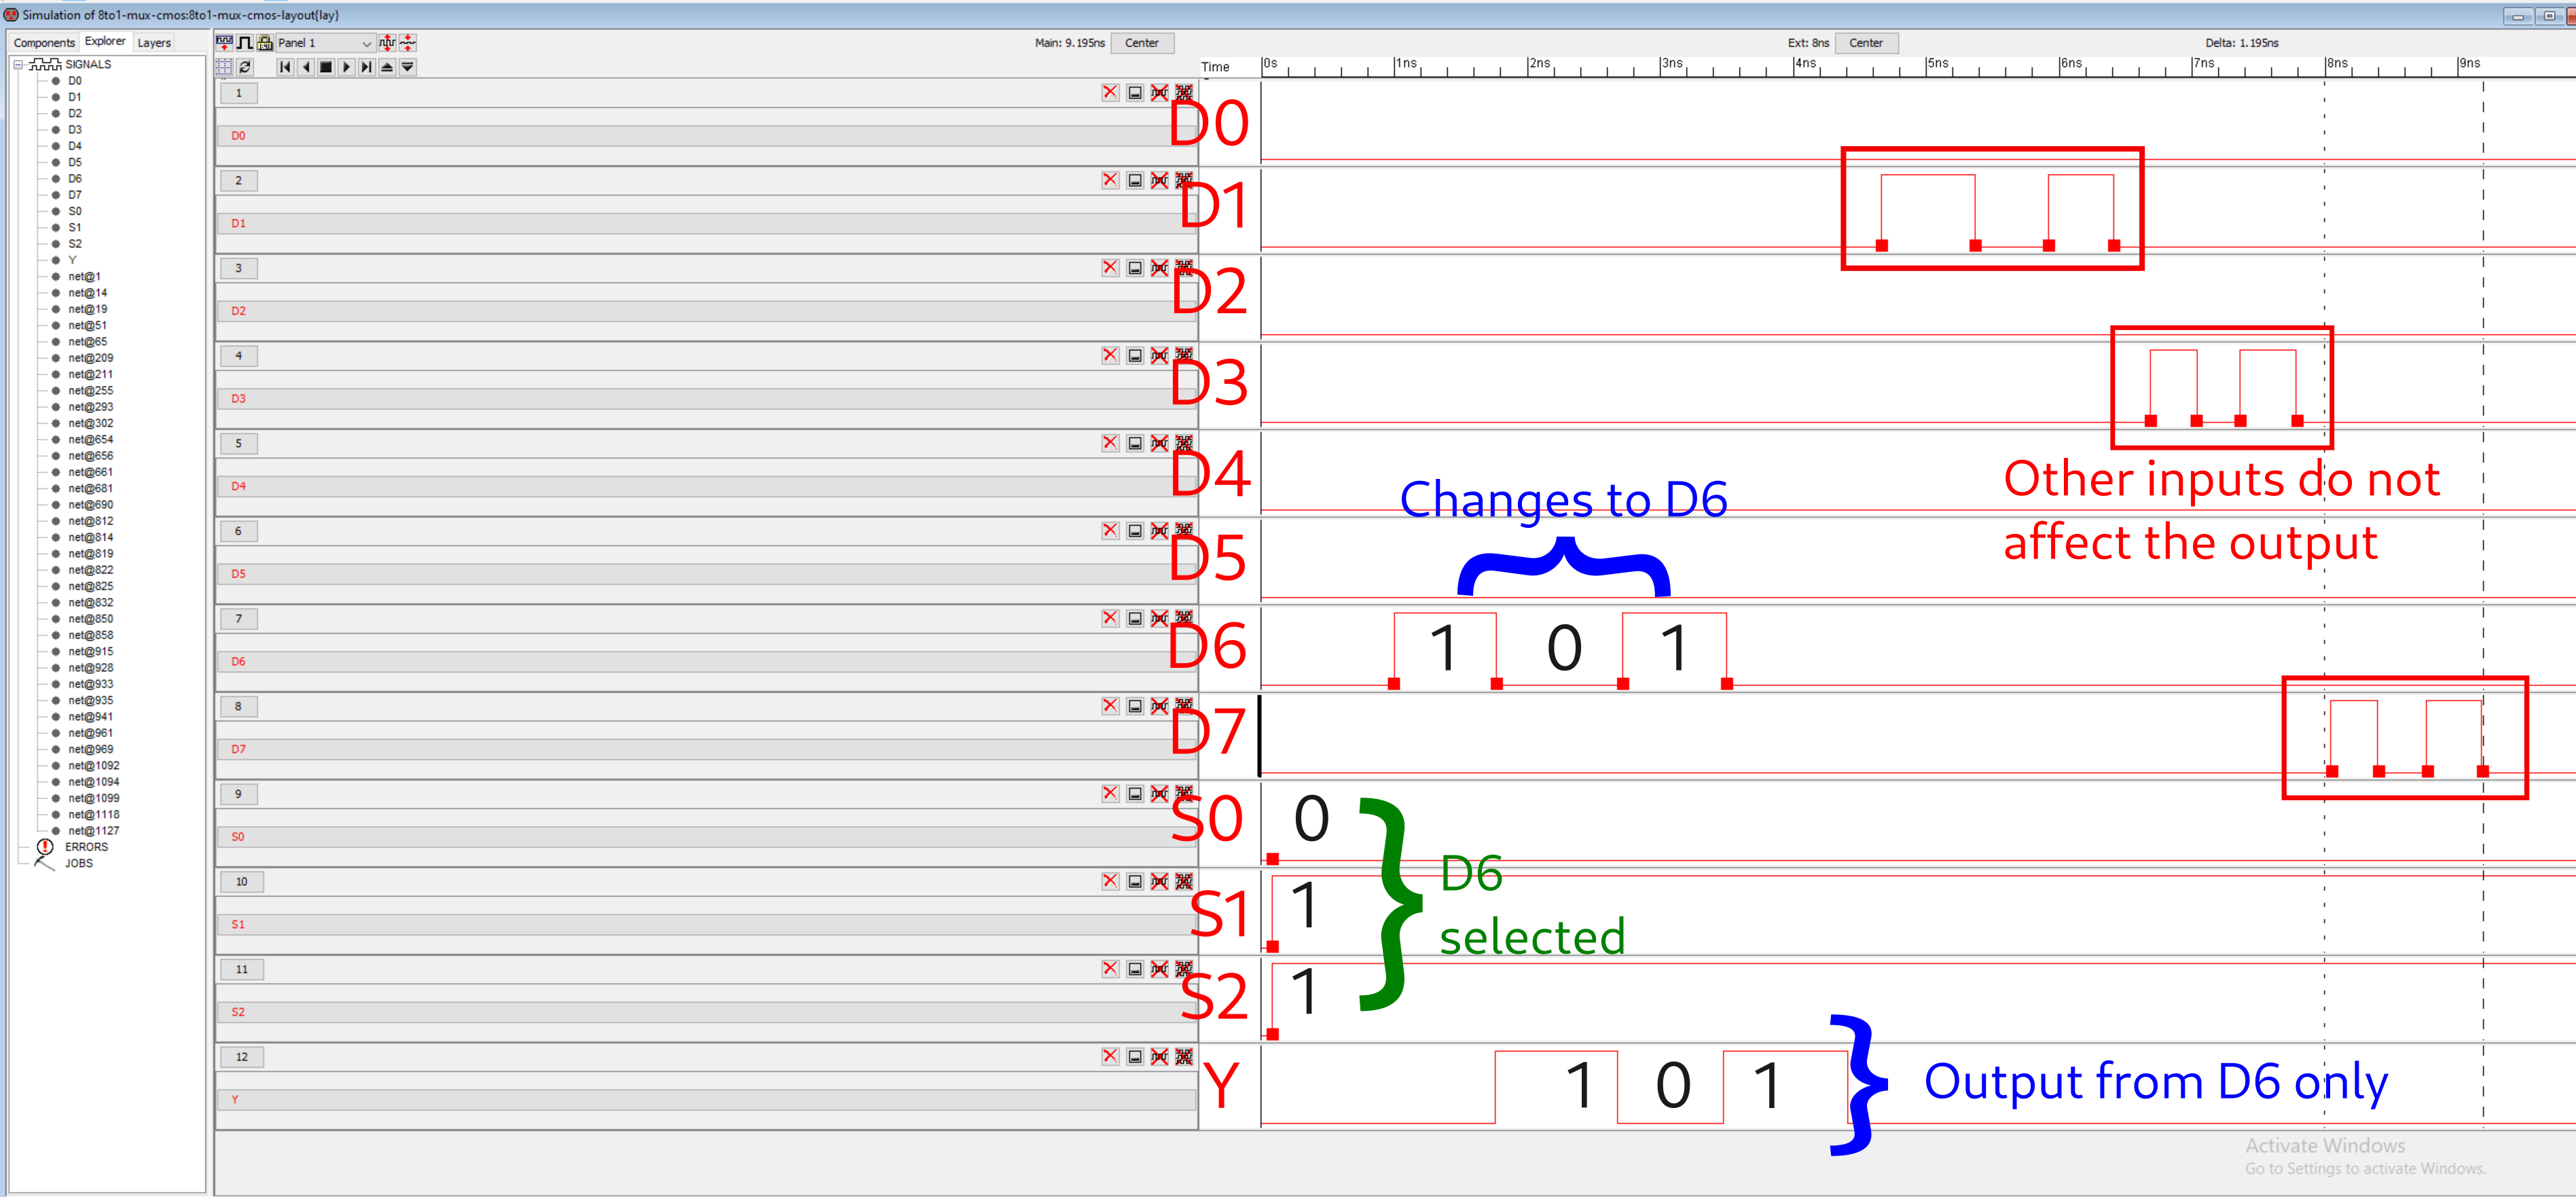 Simulation of 8to1-mux-cmos:8to1-mux-cmos-layout{lay}
Components Explorer Layers
Panel 1
Main: 9.195ns Center
Ext: 8ns Center
Delta: 1.195ns
Time 0s 1ns 2ns 3ns 4ns 5ns 6ns 7ns 8ns 9ns
SIGNALS
D0
D1
D2
D3
D4
D5
D6
D7
S0
S1
S2
Y
net@1
net@14
net@19
net@51
net@65
net@209
net@211
net@255
net@293
net@302
net@654
net@656
net@661
net@681
net@690
net@812
net@814
net@819
net@822
net@825
net@832
net@850
net@858
net@915
net@928
net@933
net@935
net@941
net@961
net@969
net@1092
net@1094
net@1099
net@1118
net@1127
ERRORS
JOBS
1
D0
D0
2
D1
D1
3
D2
D2
4
D3
D3
5
D4
D4
Changes to D6
Other inputs do not
affect the output
6
D5
D5
7
D6
D6
1 0 1
8
D7
D7
9
S0
S0
0
10
S1
S1
1
D6
selected
11
S2
S2
1
12
Y
Y
1 0 1
Output from D6 only
Activate Windows
Go to Settings to activate Windows.